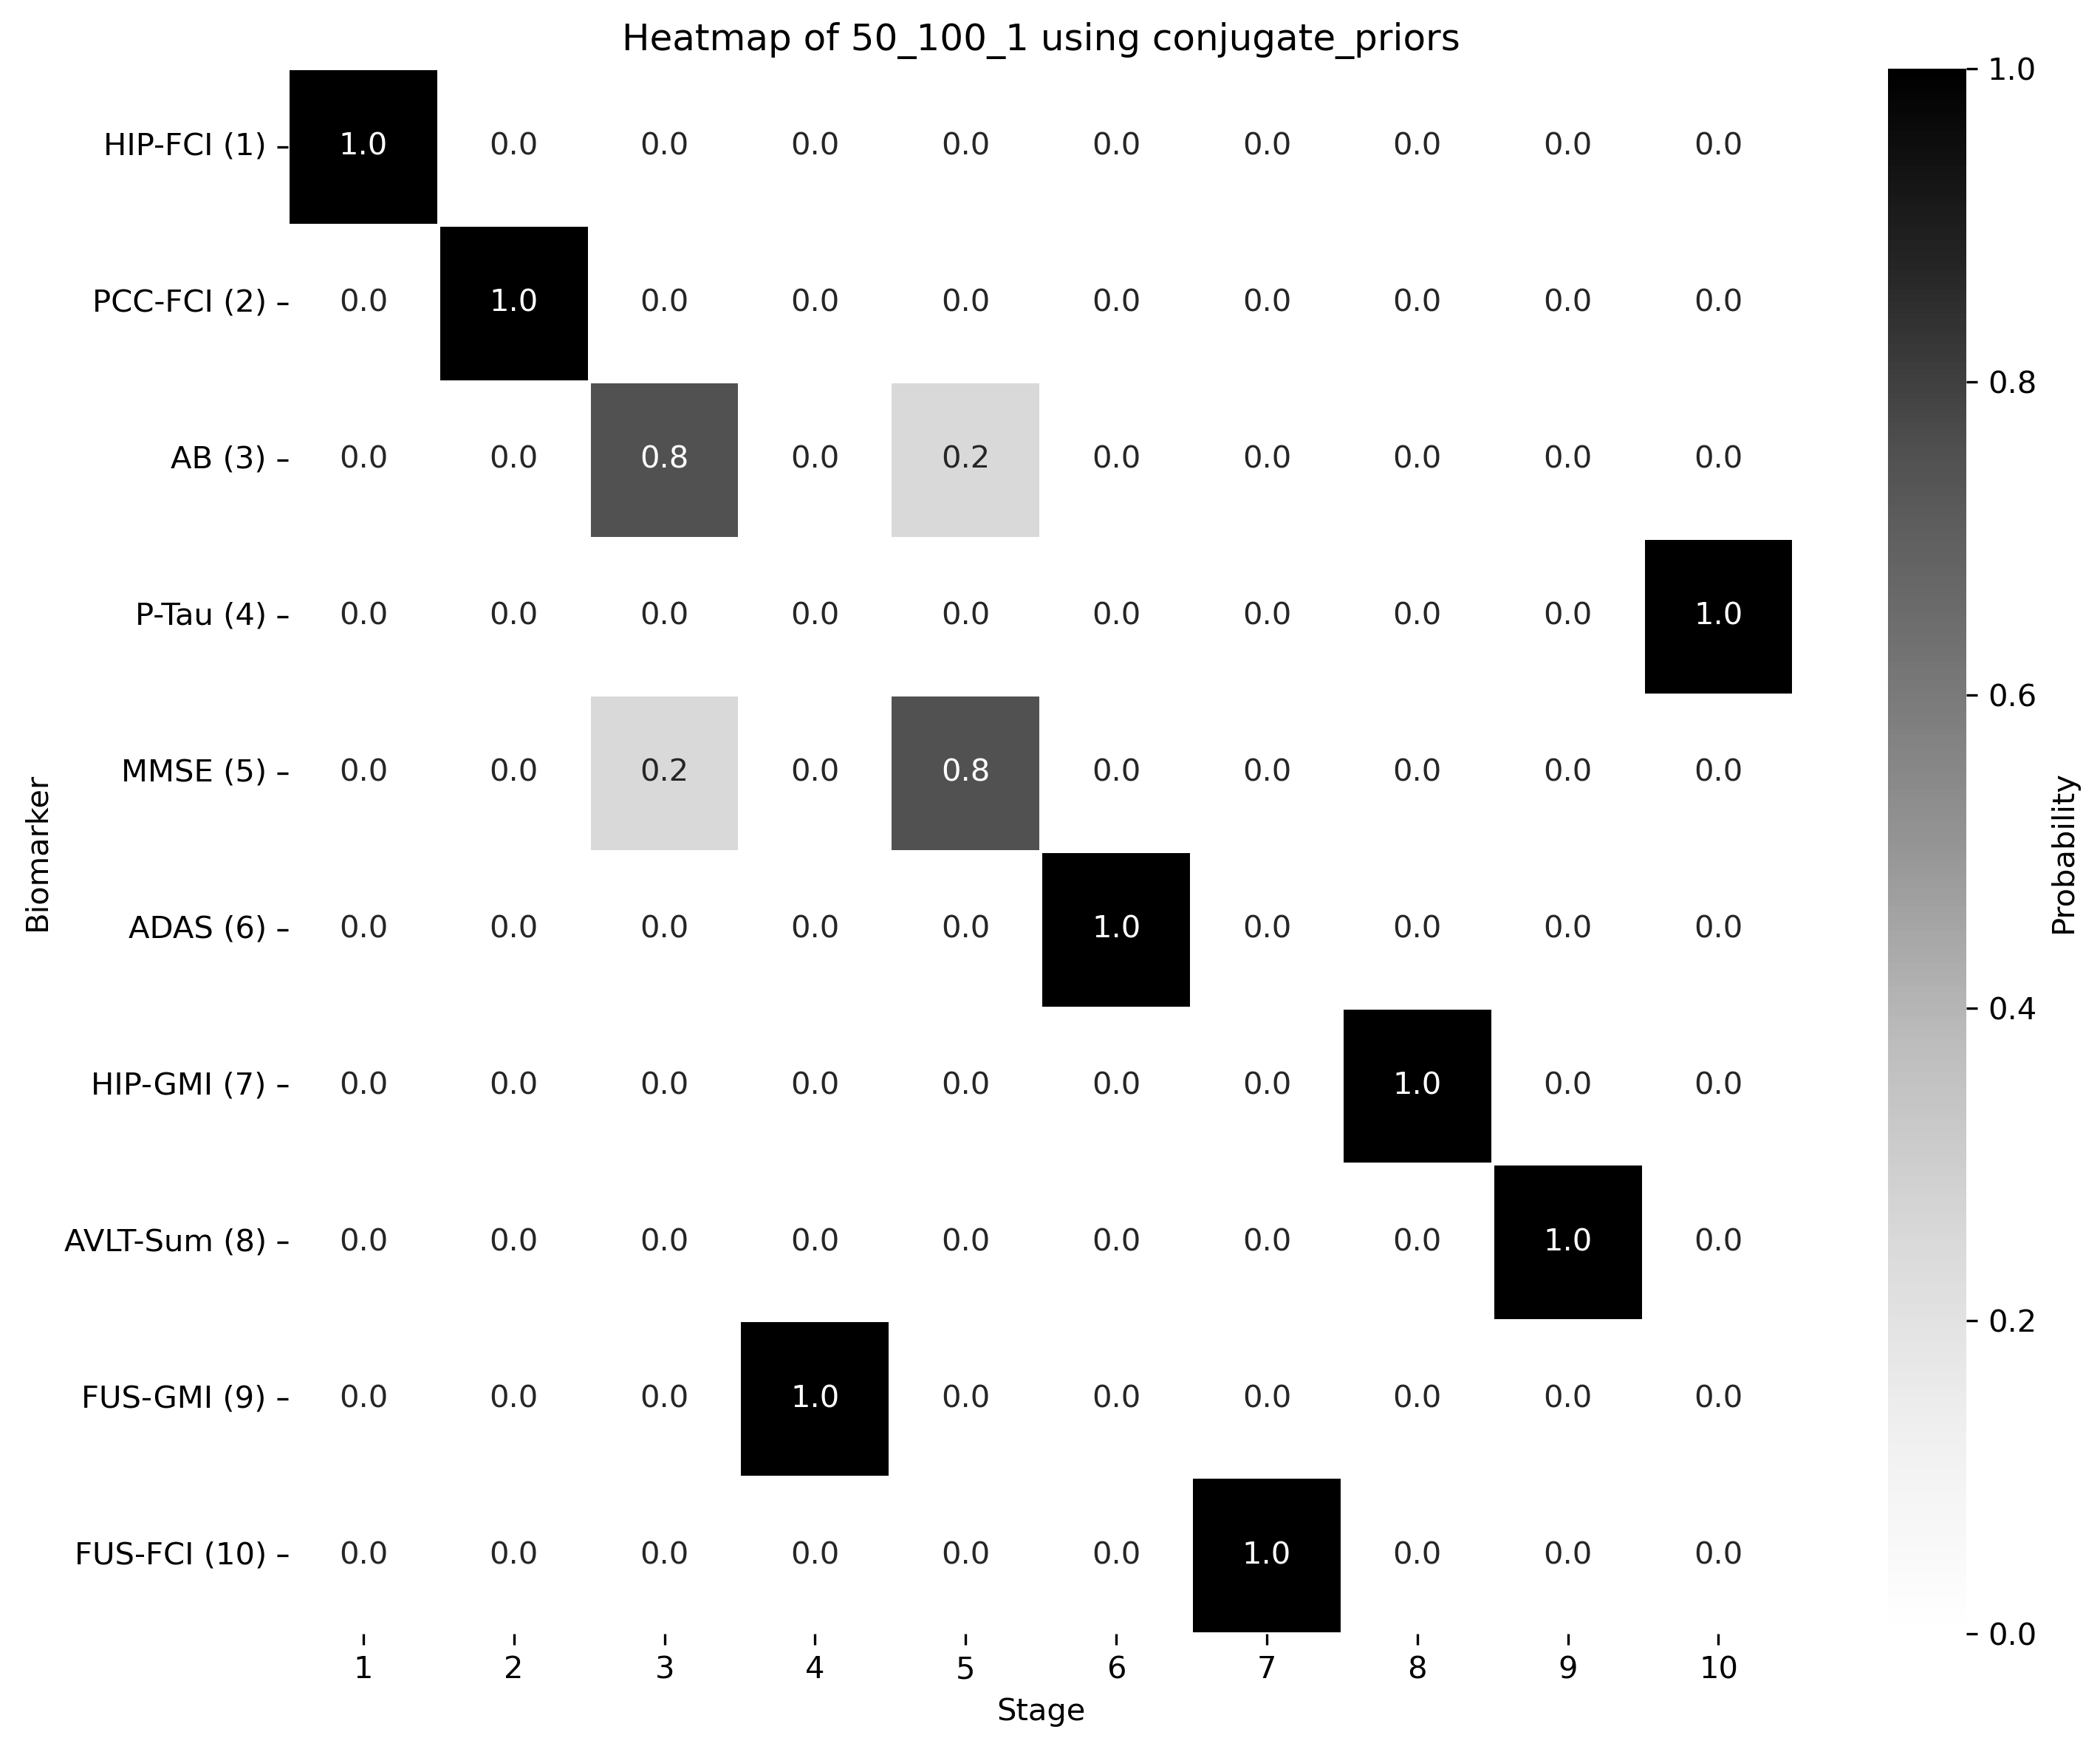 Heatmap of 50_100_1 using conjugate_priors
HIP-FCI (1) 1.0 0.0 0.0 0.0 0.0 0.0 0.0 0.0 0.0 0.0
PCC-FCI (2) 0.0 1.0 0.0 0.0 0.0 0.0 0.0 0.0 0.0 0.0
AB (3) 0.0 0.0 0.8 0.0 0.2 0.0 0.0 0.0 0.0 0.0
P-Tau (4) 0.0 0.0 0.0 0.0 0.0 0.0 0.0 0.0 0.0 1.0
MMSE (5) 0.0 0.0 0.2 0.0 0.8 0.0 0.0 0.0 0.0 0.0
ADAS (6) 0.0 0.0 0.0 0.0 0.0 1.0 0.0 0.0 0.0 0.0
HIP-GMI (7) 0.0 0.0 0.0 0.0 0.0 0.0 0.0 1.0 0.0 0.0
AVLT-Sum (8) 0.0 0.0 0.0 0.0 0.0 0.0 0.0 0.0 1.0 0.0
FUS-GMI (9) 0.0 0.0 0.0 1.0 0.0 0.0 0.0 0.0 0.0 0.0
FUS-FCI (10) 0.0 0.0 0.0 0.0 0.0 0.0 1.0 0.0 0.0 0.0
1 2 3 4 5 6 7 8 9 10
Stage
Biomarker
1.0
0.8
0.6
0.4
0.2
0.0
Probability